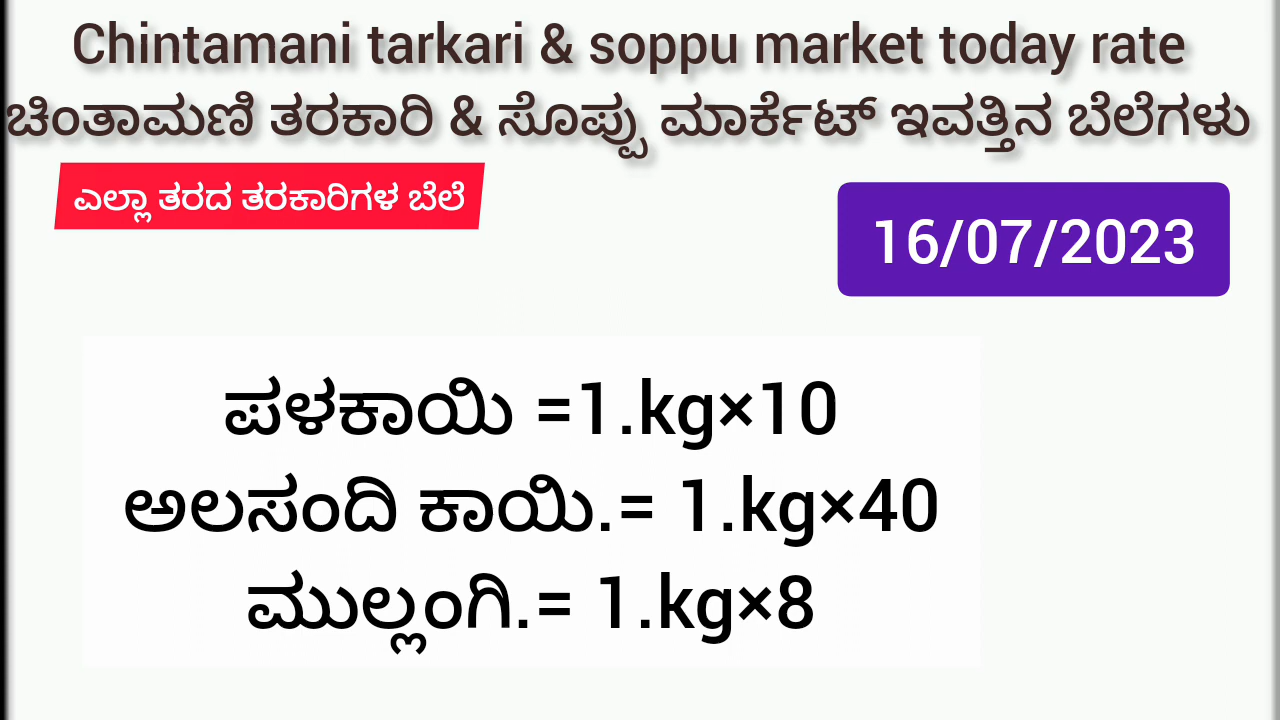 Chintamani tarkari & soppu market today rate
ಚಿಂತಾಮಣಿ ತರಕಾರಿ & ಸೊಪ್ಪು ಮಾರ್ಕೆಟ್ ಇವತ್ತಿನ ಬೆಲೆಗಳು
ಎಲ್ಲಾ ತರದ ತರಕಾರಿಗಳ ಬೆಲೆ
16/07/2023
ಪಳಕಾಯಿ =1.kg×10
ಅಲಸಂದಿ ಕಾಯಿ.= 1.kg×40
ಮುಲ್ಲಂಗಿ.= 1.kg×8